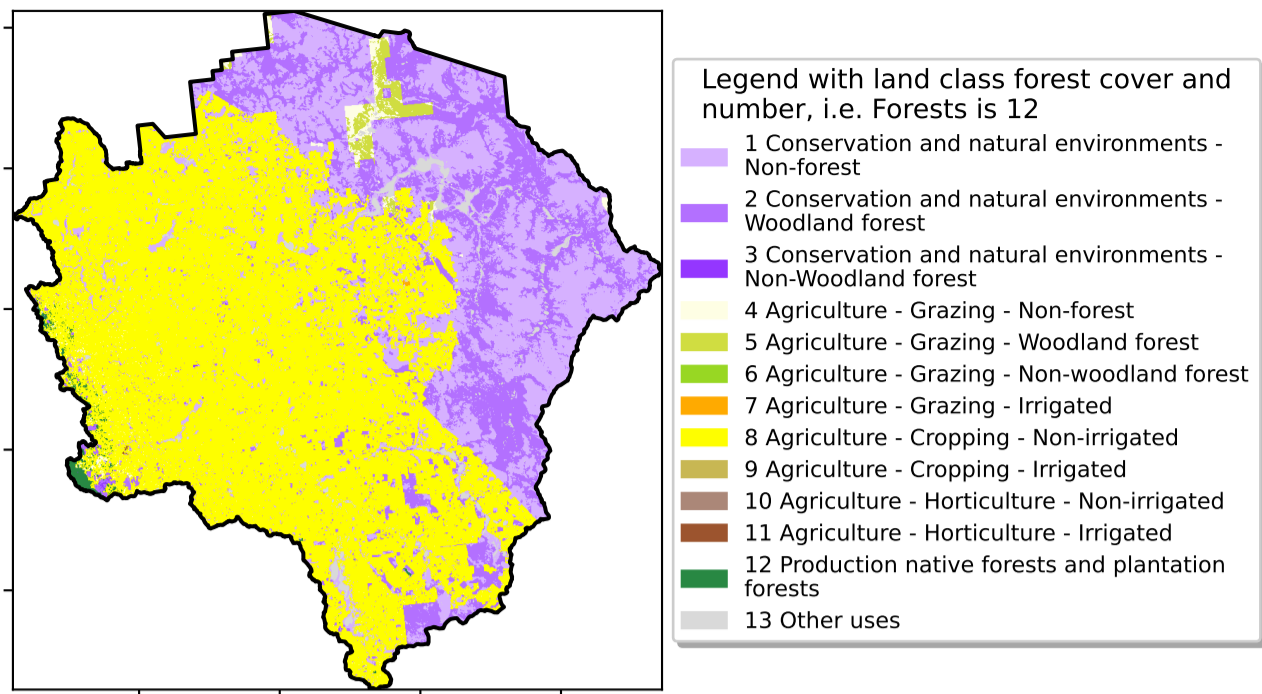 Legend with land class forest cover and
number, i.e. Forests is 12
1 Conservation and natural environments -
Non-forest
2 Conservation and natural environments -
Woodland forest
3 Conservation and natural environments -
Non-Woodland forest
4 Agriculture - Grazing - Non-forest
5 Agriculture - Grazing - Woodland forest
6 Agriculture - Grazing - Non-woodland forest
7 Agriculture - Grazing - Irrigated
8 Agriculture - Cropping - Non-irrigated
9 Agriculture - Cropping - Irrigated
10 Agriculture - Horticulture - Non-irrigated
11 Agriculture - Horticulture - Irrigated
12 Production native forests and plantation
forests
13 Other uses